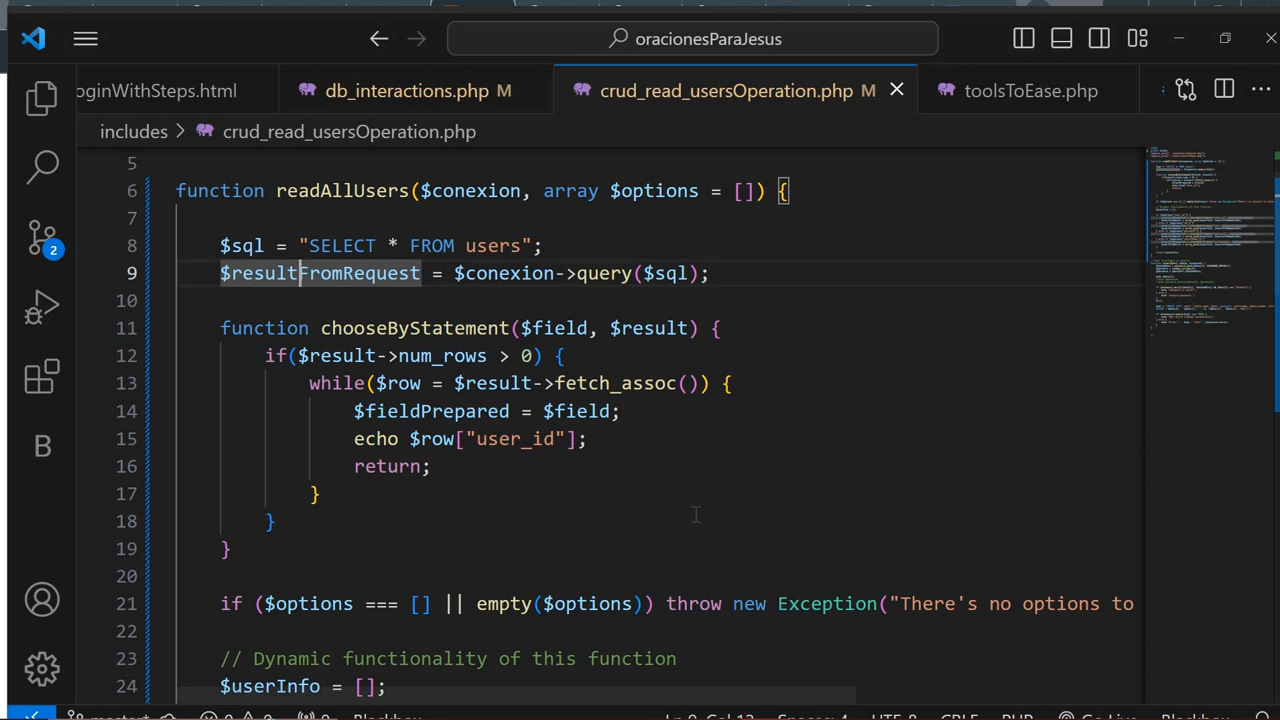 oracionesParaJesus
oginWithSteps.html
db_interactions.php M
crud_read_usersOperation.php M
toolsToEase.php
includes > crud_read_usersOperation.php
5
6 function readAllUsers($conexion, array $options = []) {
7
8 $sql = "SELECT * FROM users";
9 $resultFromRequest = $conexion->query($sql);
10
11 function chooseByStatement($field, $result) {
12 if($result->num_rows > 0) {
13 while($row = $result->fetch_assoc()) {
14 $fieldPrepared = $field;
15 echo $row["user_id"];
16 return;
17 }
18 }
19 }
20
21 if ($options === [] || empty($options)) throw new Exception("There's no options to
22
23 // Dynamic functionality of this function
24 $userInfo = [];
2
B